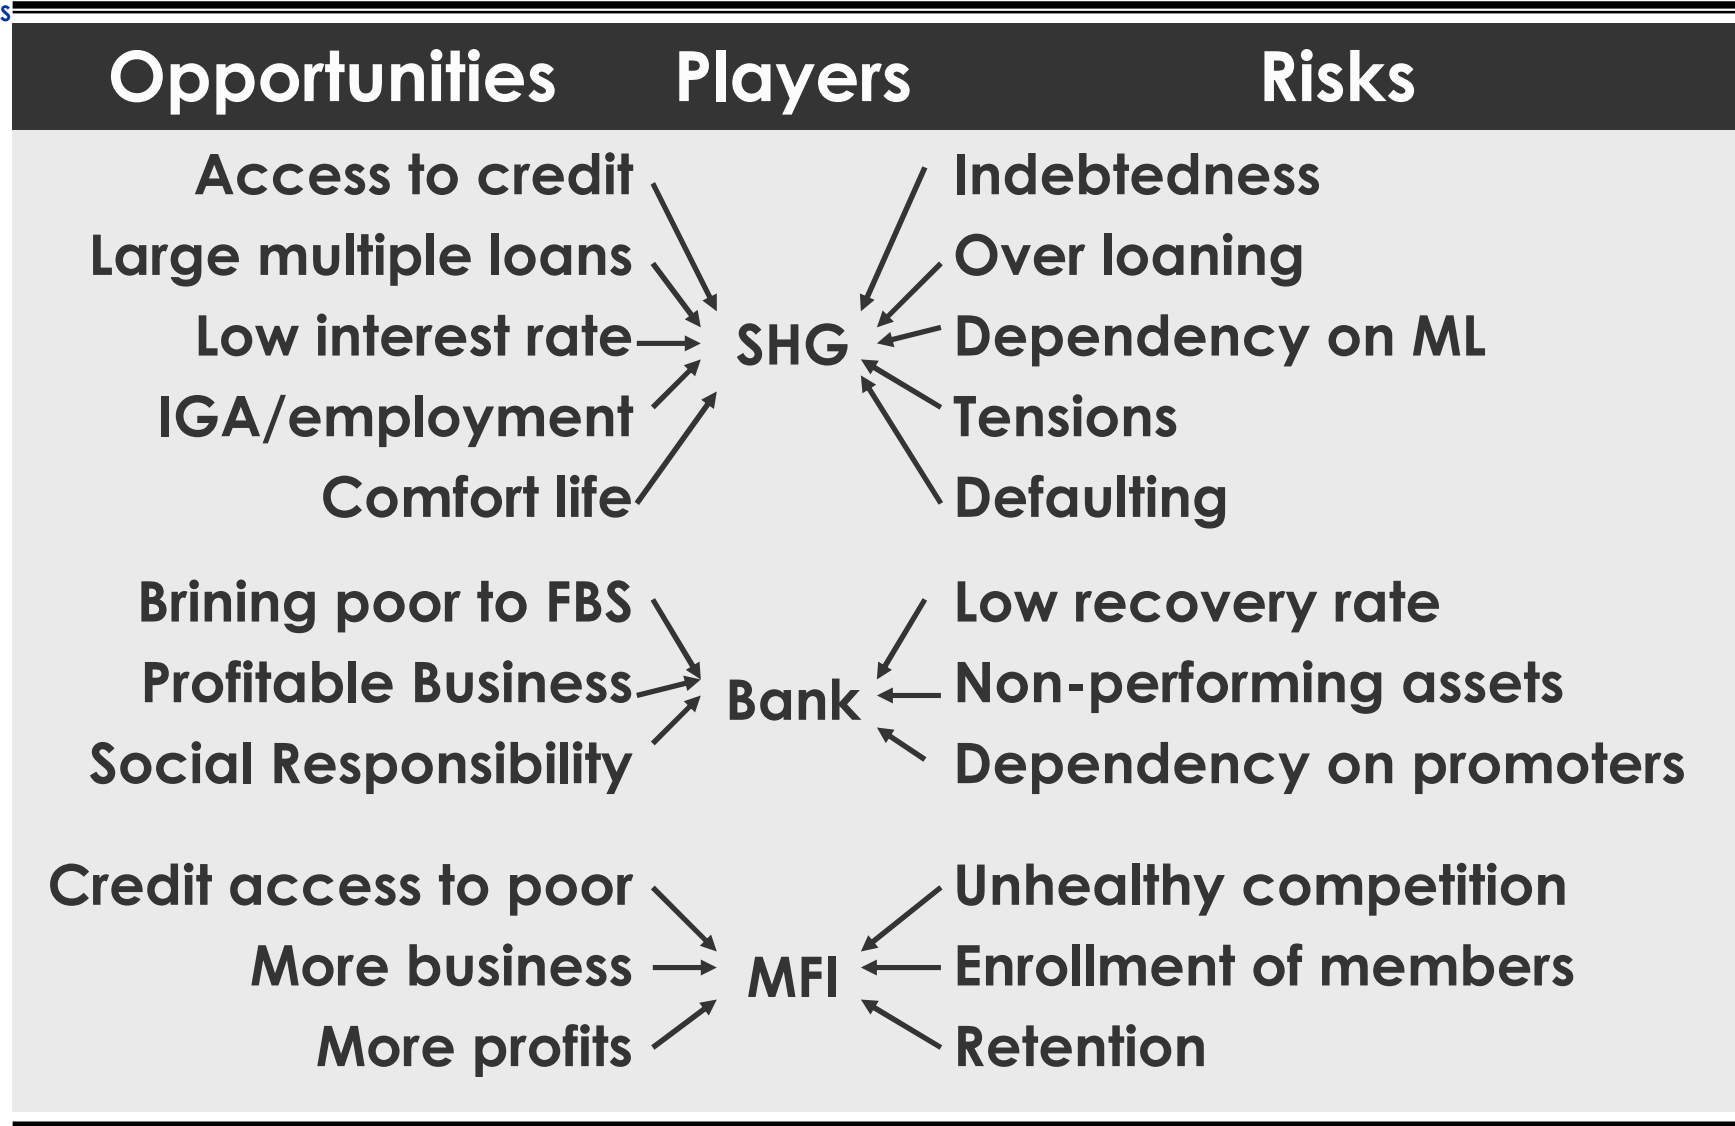 s
Opportunities Players Risks
Access to credit Indebtedness
Large multiple loans Over loaning
Low interest rate SHG Dependency on ML
IGA/employment Tensions
Comfort life Defaulting
Brining poor to FBS Low recovery rate
Profitable Business Bank Non-performing assets
Social Responsibility Dependency on promoters
Credit access to poor Unhealthy competition
More business MFI Enrollment of members
More profits Retention